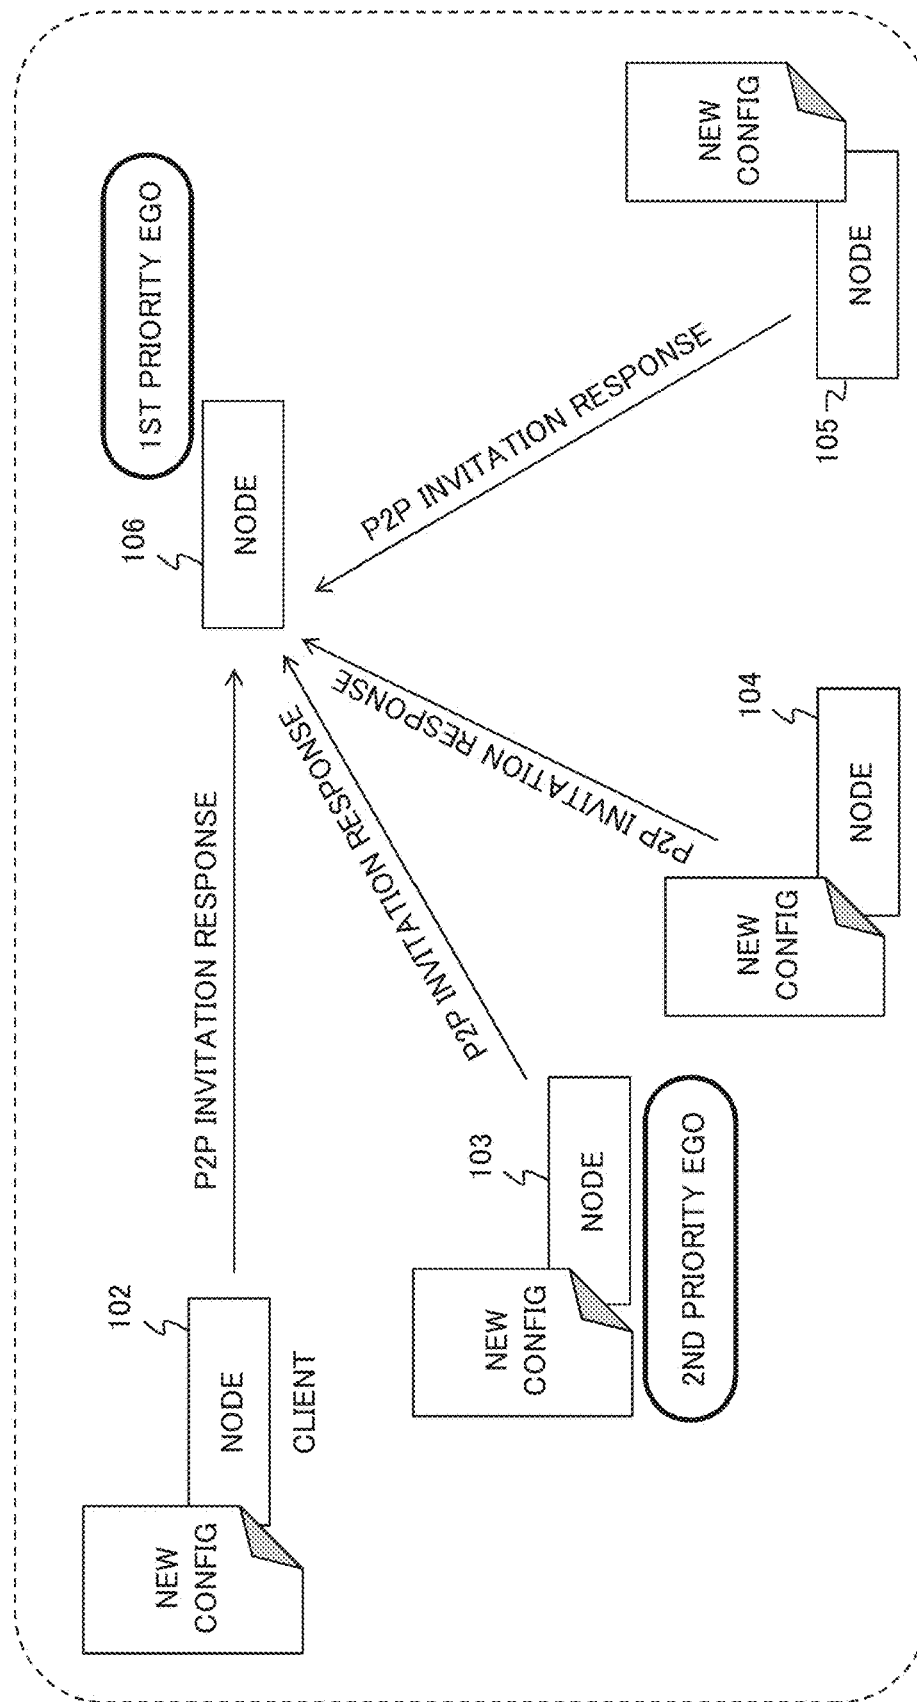 102
NEW
CONFIG
NODE
CLIENT
P2P INVITATION RESPONSE
106
NODE
1ST PRIORITY EGO
103
NEW
CONFIG
NODE
2ND PRIORITY EGO
P2P INVITATION RESPONSE
104
NEW
CONFIG
NODE
P2P INVITATION RESPONSE
105
NODE
NEW
CONFIG
P2P INVITATION RESPONSE